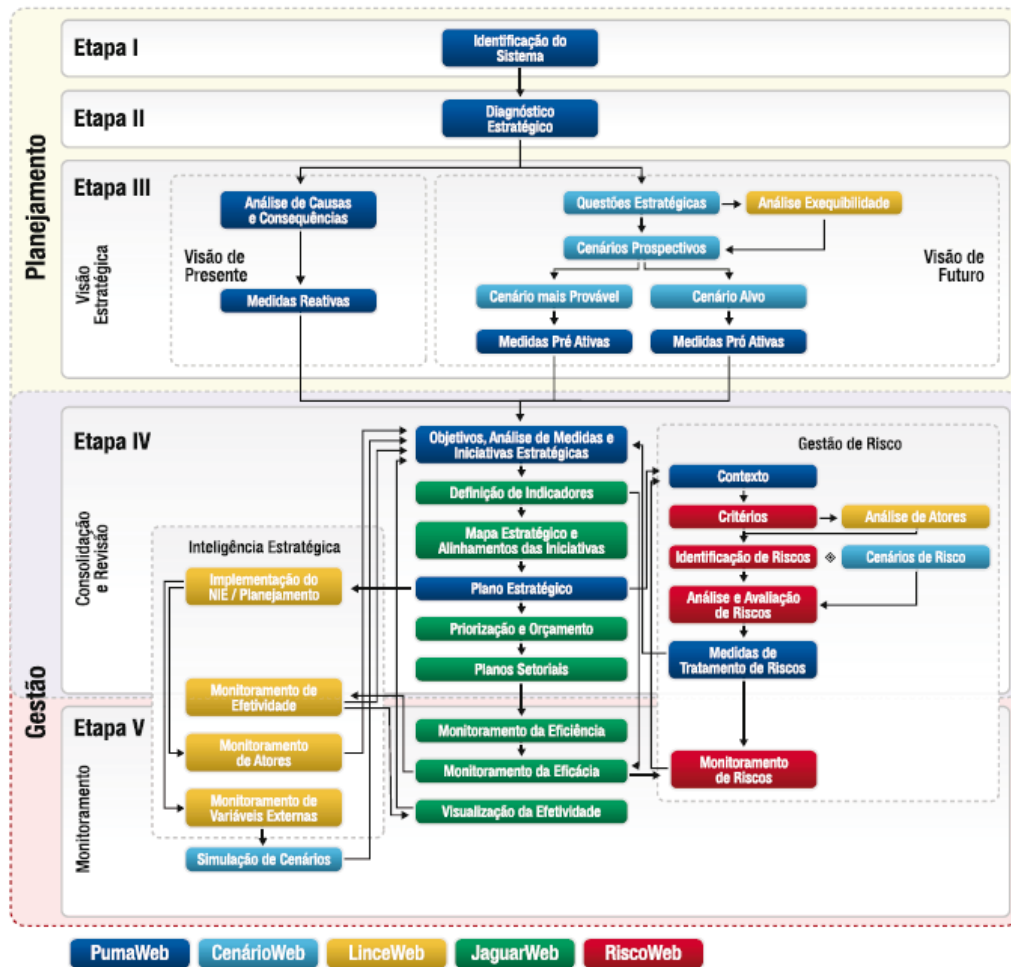 Planejamento
Gestão
Etapa I
Identificação do
Sistema
Etapa II
Diagnóstico
Estratégico
Etapa III
Visão
Estratégica
Análise de Causas
e Consequências
Visão de
Presente
Medidas Reativas
Questões Estratégicas
Análise Exequibilidade
Cenários Prospectivos
Visão de
Futuro
Cenário mais Provável
Cenário Alvo
Medidas Pré Ativas
Medidas Pró Ativas
Etapa IV
Consolidação
e Revisão
Objetivos, Análise de Medidas e
Iniciativas Estratégicas
Definição de Indicadores
Mapa Estratégico e
Alinhamentos das Iniciativas
Plano Estratégico
Priorização e Orçamento
Planos Setoriais
Inteligência Estratégica
Implementação do
NIE / Planejamento
Monitoramento de
Efetividade
Gestão de Risco
Contexto
Critérios
Análise de Atores
Identificação de Riscos
Cenários de Risco
Análise e Avaliação
de Riscos
Medidas de
Tratamento de Riscos
Etapa V
Monitoramento
Monitoramento
de Atores
Monitoramento de
Variáveis Externas
Simulação de Cenários
Monitoramento da Eficiência
Monitoramento da Eficácia
Visualização da Efetividade
Monitoramento
de Riscos
PumaWeb
CenárioWeb
LinceWeb
JaguarWeb
RiscoWeb